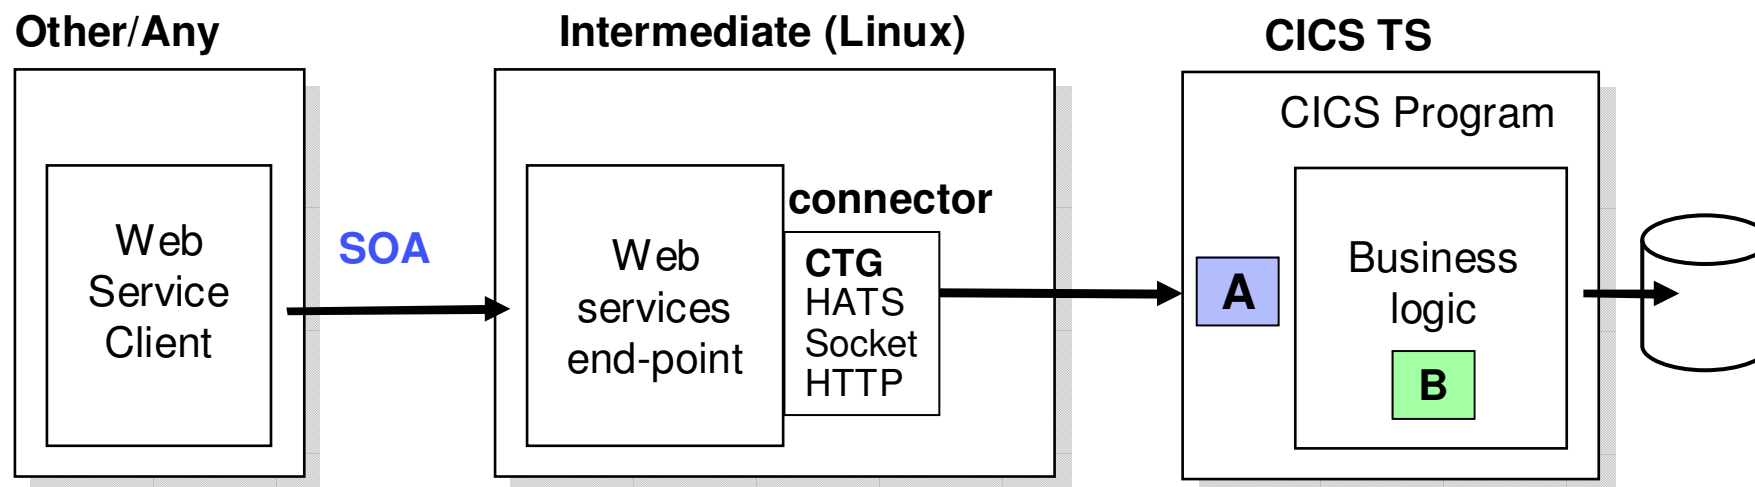 Other/Any
Intermediate (Linux)
CICS TS
Web
Service
Client
SOA
Web
services
end-point
connector
CTG
HATS
Socket
HTTP
CICS Program
A
Business
logic
B